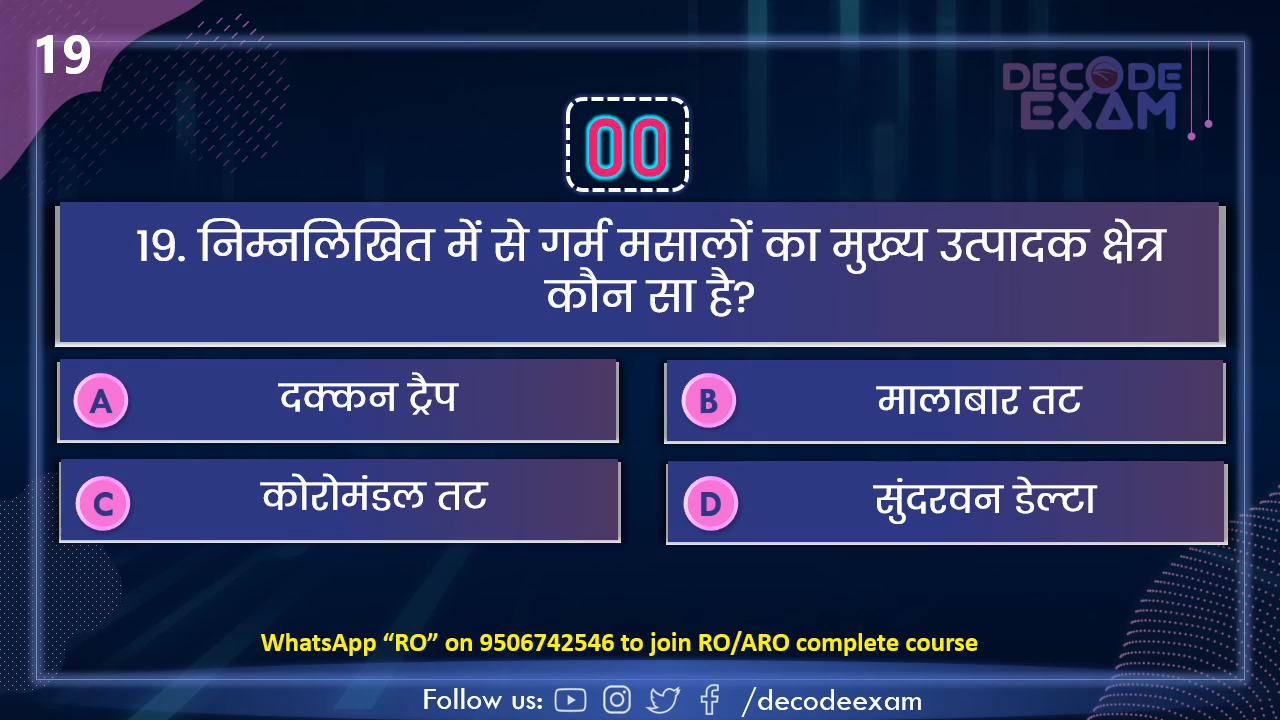 19
DECODE
EXAM
00
19. निम्नलिखित में से गर्म मसालों का मुख्य उत्पादक क्षेत्र
कौन सा है?
A दक्कन ट्रैप
B मालाबार तट
C कोरोमंडल तट
D सुंदरवन डेल्टा
WhatsApp “RO” on 9506742546 to join RO/ARO complete course
Follow us: /decodeexam